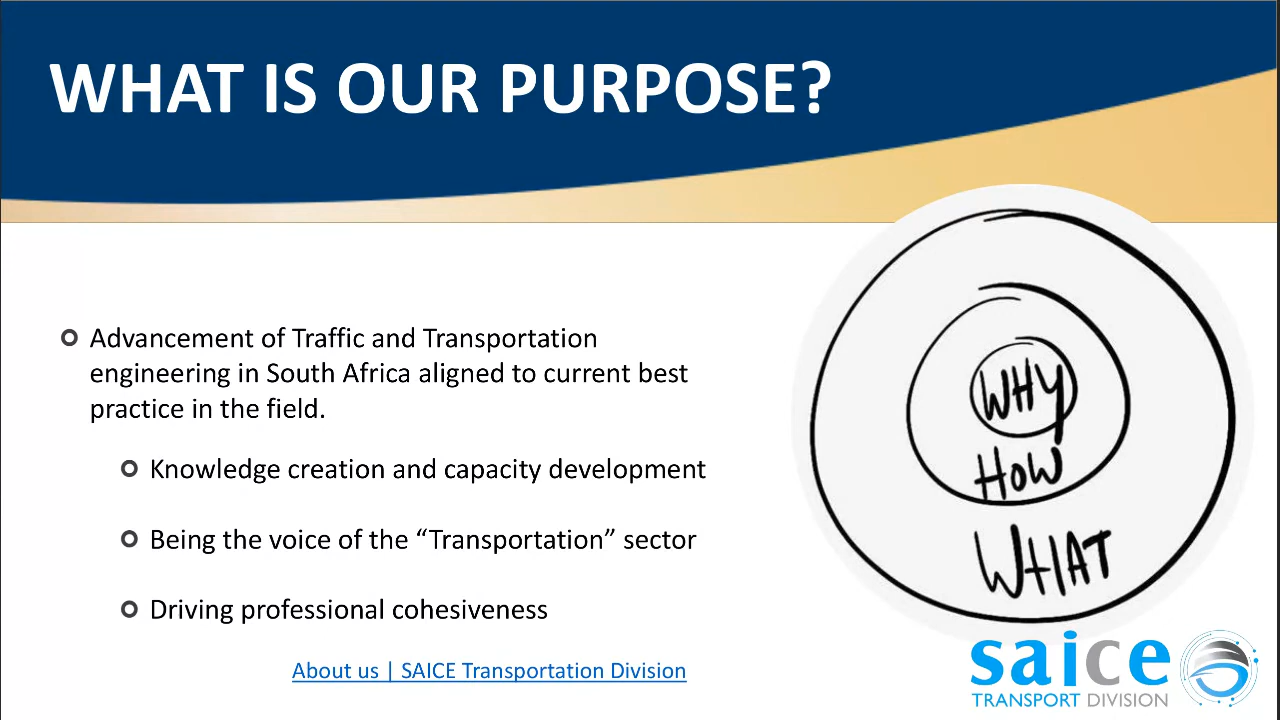 WHAT IS OUR PURPOSE?
Advancement of Traffic and Transportation
engineering in South Africa aligned to current best
practice in the field.
Knowledge creation and capacity development
Being the voice of the “Transportation” sector
Driving professional cohesiveness
About us | SAICE Transportation Division
WHY
HOW
WHAT
saice
TRANSPORT DIVISION